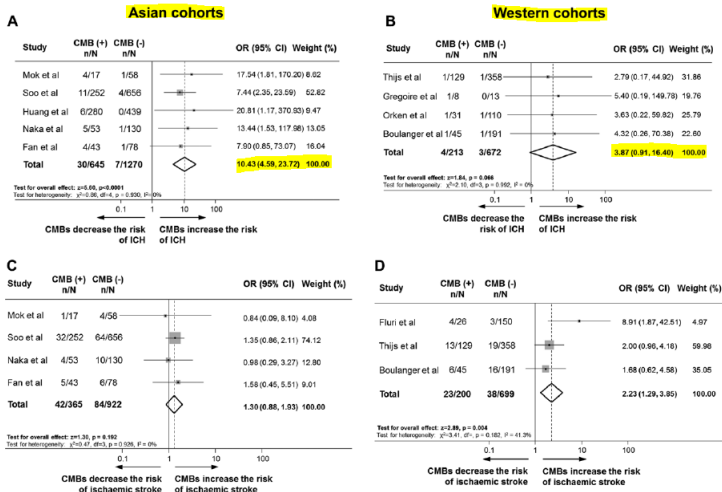 Asian cohorts
Western cohorts
A
Study CMB (+) n/N CMB (-) n/N OR (95% CI) Weight (%)
Mok et al 4/17 1/58 17.54 (1.81, 170.20) 8.62
Soo et al 11/252 4/656 7.44 (2.35, 23.59) 52.82
Huang et al 6/280 0/439 20.81 (1.17, 370.93) 9.47
Naka et al 5/53 1/130 13.44 (1.53, 117.98) 13.05
Fan et al 4/43 1/78 7.90 (0.85, 73.07) 16.04
Total 30/645 7/1270 10.43 (4.59, 23.72) 100.00
Test for overall effect: z=5.60, p<0.0001
Test for heterogeneity: χ²=0.86, df=4, p = 0.930, I²=0%
0.1 1 10 100
CMBs decrease the risk of ICH
CMBs increase the risk of ICH
B
Study CMB (+) n/N CMB (-) n/N OR (95% CI) Weight (%)
Thijs et al 1/129 1/358 2.79 (0.17, 44.92) 31.86
Gregoire et al 1/8 0/13 5.40 (0.19, 149.78) 19.76
Orken et al 1/31 1/110 3.63 (0.22, 59.82) 25.79
Boulanger et al 1/45 1/191 4.32 (0.26, 70.38) 22.60
Total 4/213 3/672 3.87 (0.91, 16.40) 100.00
Test for overall effect: z=1.84, p = 0.066
Test for heterogeneity: df=3, p = 0.992, I²=0%
0.1 1 10 100
CMBs decrease the risk of ICH
CMBs increase the risk of ICH
C
Study CMB (+) n/N CMB (-) n/N OR (95% CI) Weight (%)
Mok et al 1/17 4/58 0.84 (0.09, 8.10) 4.08
Soo et al 32/252 64/656 1.35 (0.86, 2.11) 74.12
Naka et al 4/53 10/130 0.98 (0.29, 3.27) 12.80
Fan et al 5/43 6/78 1.58 (0.45, 5.51) 9.01
Total 42/365 84/922 1.30 (0.88, 1.93) 100.00
Test for overall effect: z=1.30, p = 0.192
Test for heterogeneity: χ²=0.47, df=3, p = 0.926, I²=0%
0.1 1 10 100
CMBs decrease the risk of ischaemic stroke
CMBs increase the risk of ischaemic stroke
D
Study CMB (+) n/N CMB (-) n/N OR (95% CI) Weight (%)
Fluri et al 4/26 3/150 8.91 (1.87, 42.51) 4.97
Thijs et al 13/129 19/358 2.00 (0.96, 4.16) 59.98
Boulanger et al 6/45 16/191 1.68 (0.62, 4.58) 35.05
Total 23/200 38/699 2.23 (1.29, 3.85) 100.00
Test for overall effect: z=2.89, p = 0.004
Test for heterogeneity: χ²=3.41, df=, p = 0.182, I²= 41.3%
0.1 1 10 100
CMBs decrease the risk of ischaemic stroke
CMBs increase the risk of ischaemic stroke